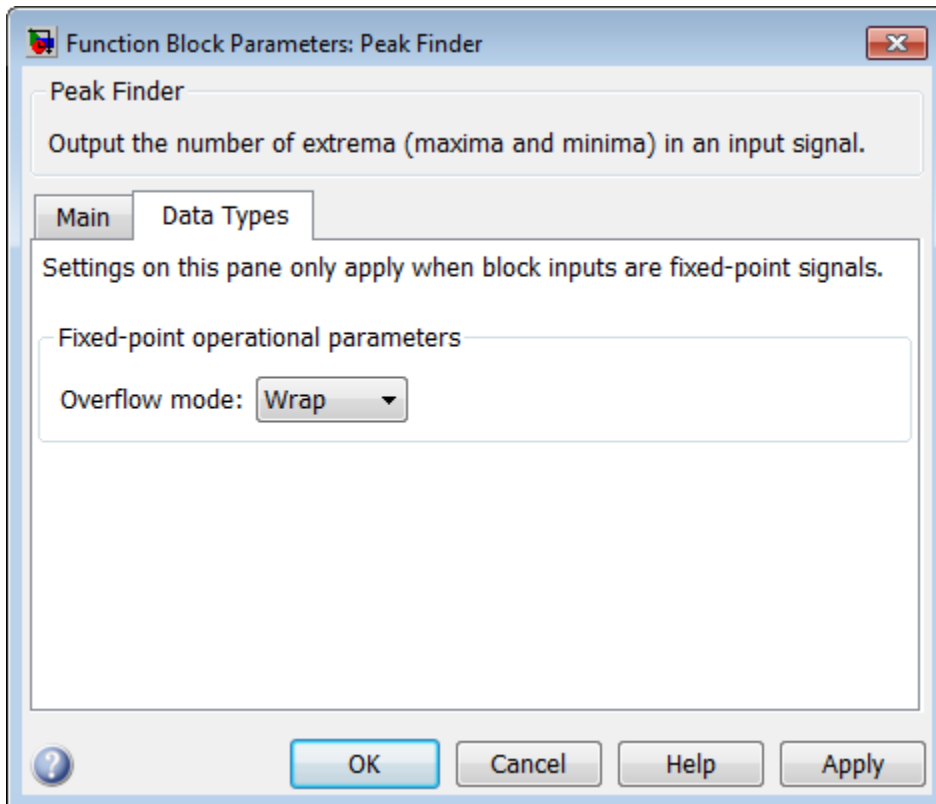 Function Block Parameters: Peak Finder
Peak Finder
Output the number of extrema (maxima and minima) in an input signal.
Main Data Types
Settings on this pane only apply when block inputs are fixed-point signals.
Fixed-point operational parameters
Overflow mode: Wrap
? OK Cancel Help Apply